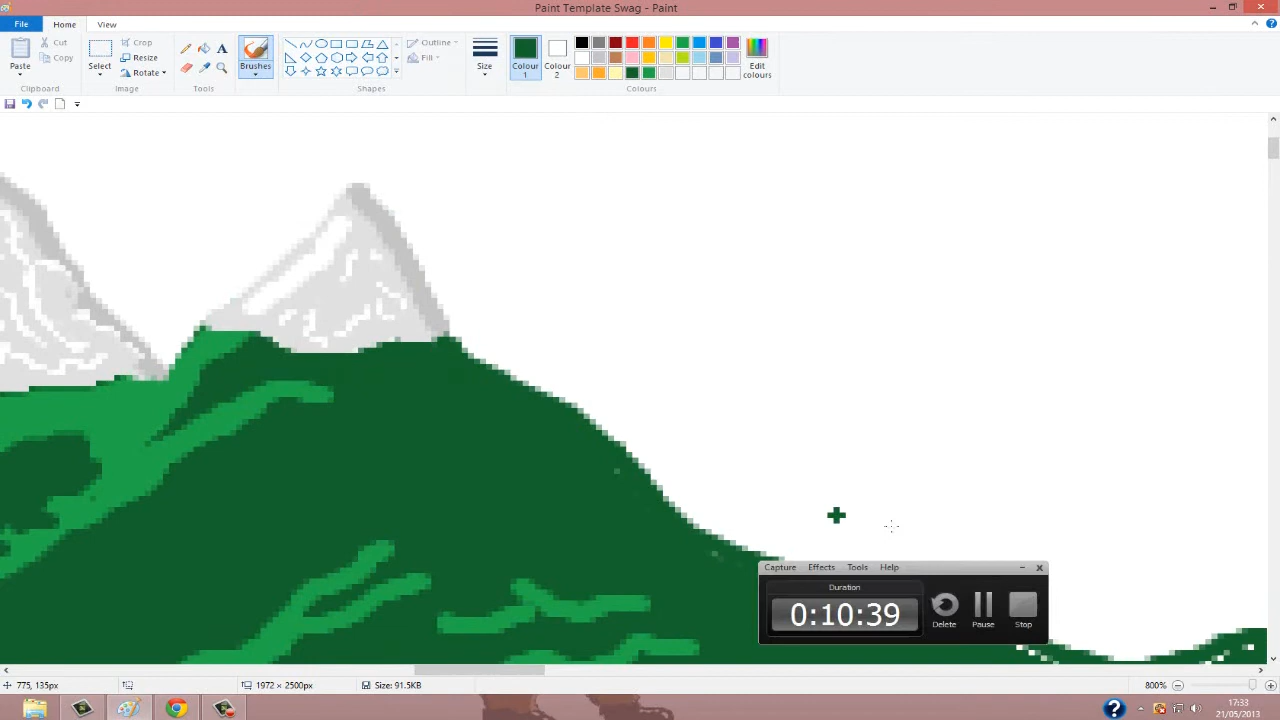 Paint Template Swag - Paint
File Home View
Paste
Cut
Copy
Clipboard
Select
Crop
Resize
Rotate
Image
A
Tools
Brushes
Outline
Fill
Shapes
Size
Colour 1
Colour 2
Edit colours
Colours
Capture Effects Tools Help
Duration
0:10:39
Delete Pause Stop
775, 135px
1972 × 2500px
Size: 91.5KB
800%
17:33
21/05/2013